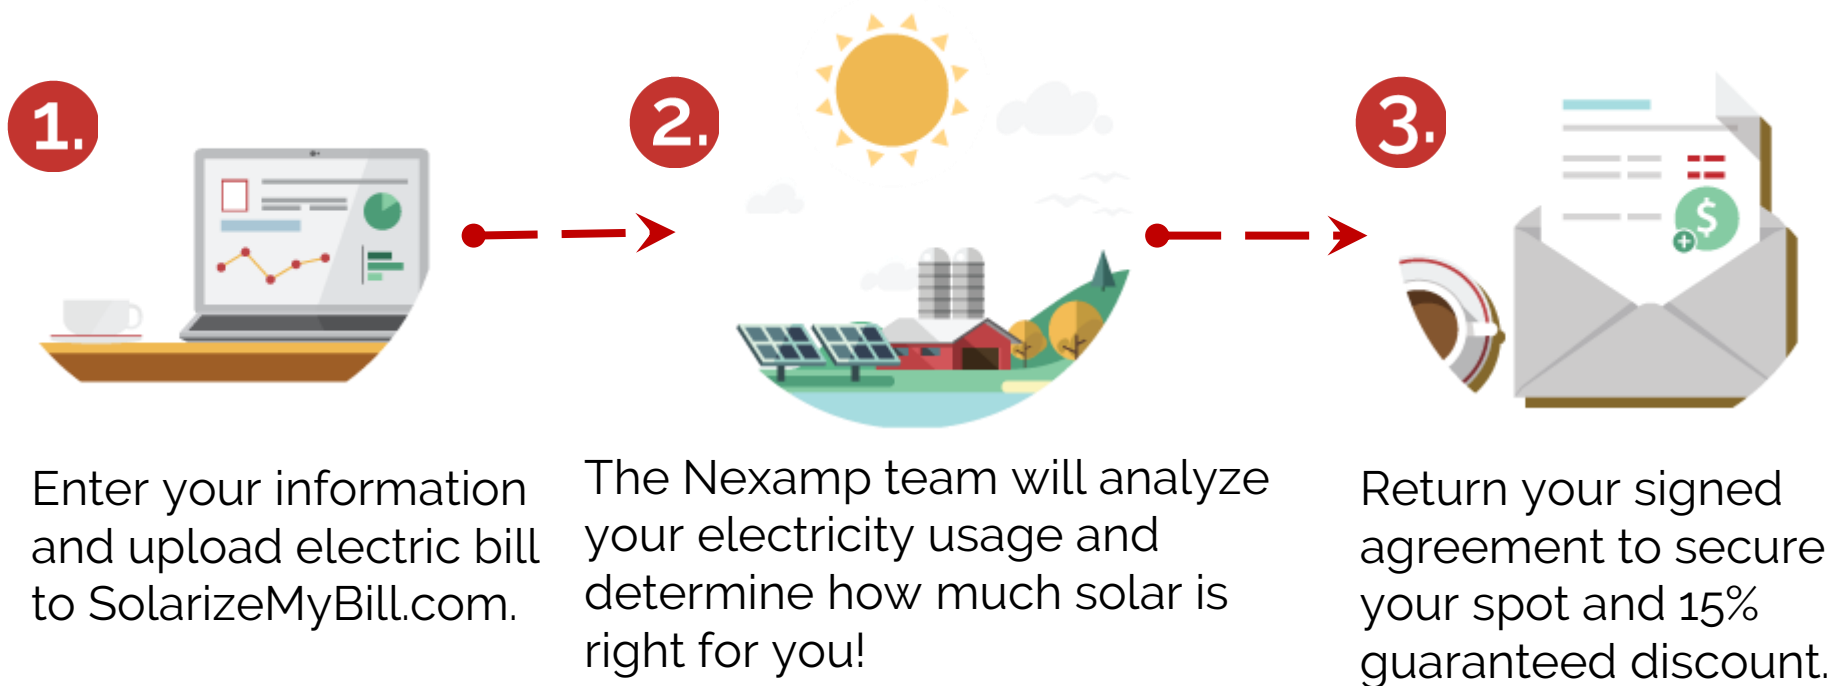 1.
Enter your information
and upload electric bill
to SolarizeMyBill.com.
2.
The Nexamp team will analyze
your electricity usage and
determine how much solar is
right for you!
3.
$
Return your signed
agreement to secure
your spot and 15%
guaranteed discount.